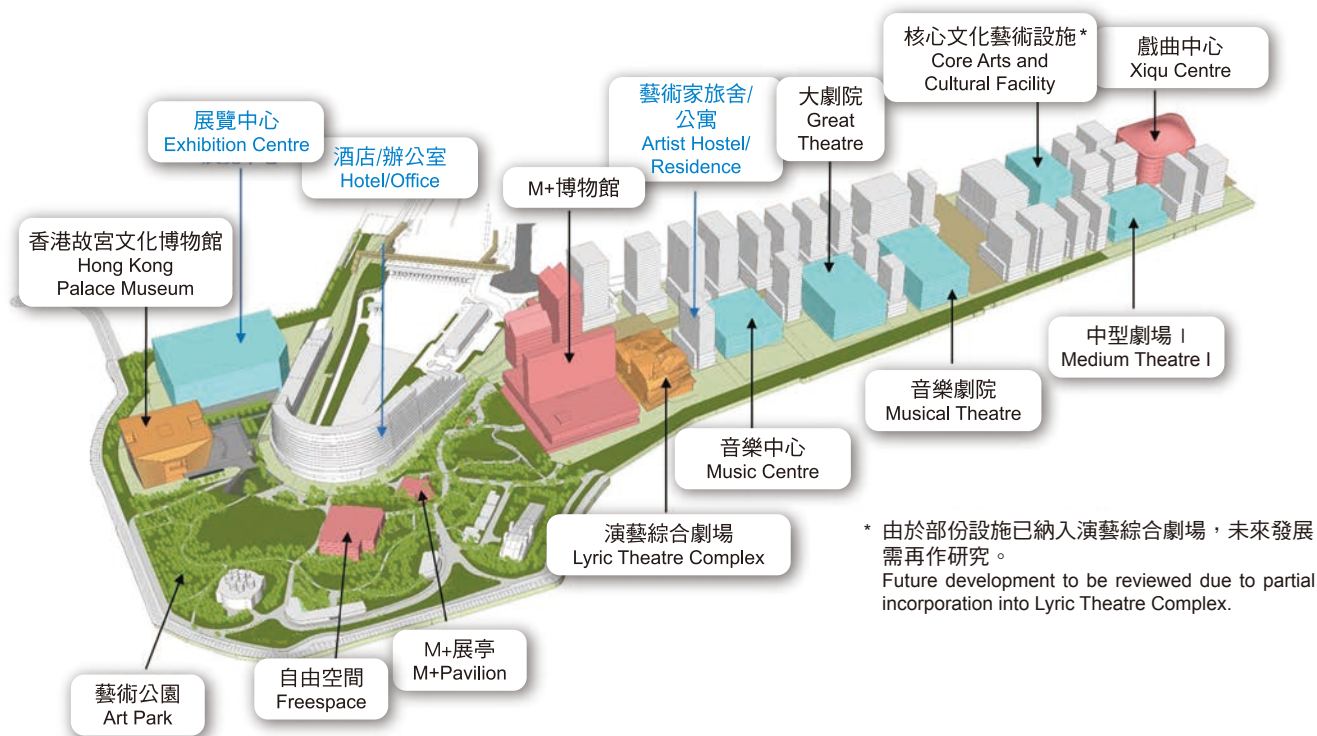 核心文化藝術設施*
Core Arts and
Cultural Facility
戲曲中心
Xiqu Centre
藝術家旅舍/
公寓
Artist Hostel/
Residence
大劇院
Great
Theatre
展覽中心
Exhibition Centre
酒店/辦公室
Hotel/Office
M+博物館
香港故宮文化博物館
Hong Kong
Palace Museum
中型劇場 I
Medium Theatre I
音樂劇院
Musical Theatre
音樂中心
Music Centre
演藝綜合劇場
Lyric Theatre Complex
* 由於部份設施已納入演藝綜合劇場，未來發展
需再作研究。
Future development to be reviewed due to partial
incorporation into Lyric Theatre Complex.
M+展亭
M+Pavilion
自由空間
Freespace
藝術公園
Art Park